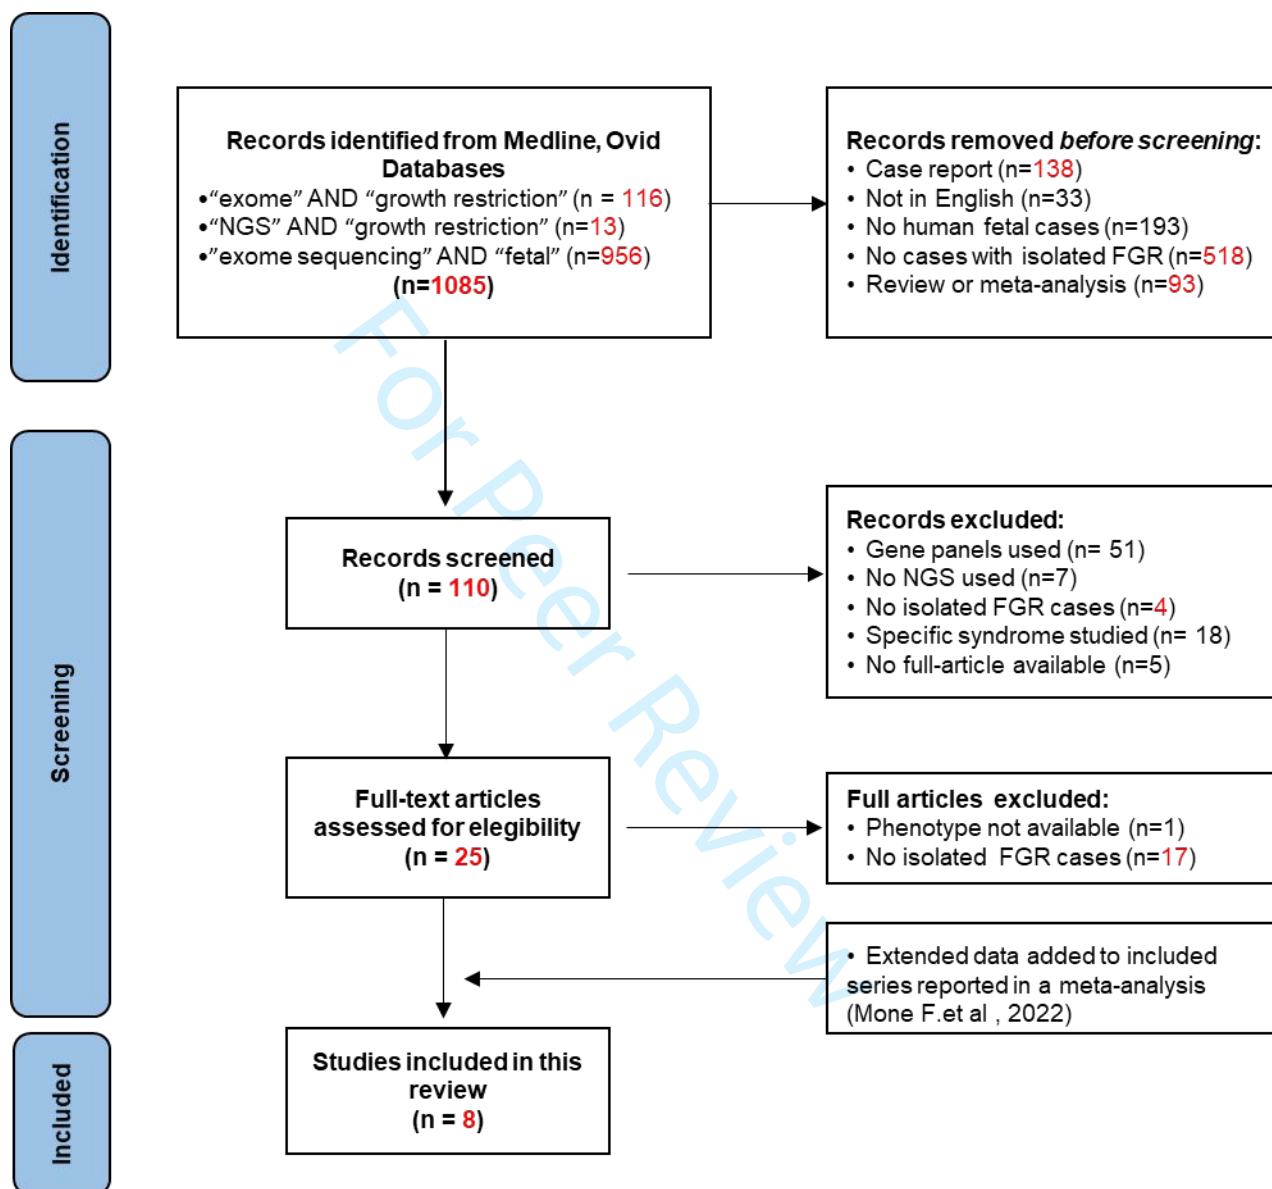 Identification
Records identified from Medline, Ovid
Databases
•“exome” AND “growth restriction” (n = 116)
•“NGS” AND “growth restriction” (n=13)
•”exome sequencing” AND “fetal” (n=956)
(n=1085)
Records removed before screening:
• Case report (n=138)
• Not in English (n=33)
• No human fetal cases (n=193)
• No cases with isolated FGR (n=518)
• Review or meta-analysis (n=93)
Screening
Records screened
(n = 110)
Records excluded:
• Gene panels used (n= 51)
• No NGS used (n=7)
• No isolated FGR cases (n=4)
• Specific syndrome studied (n= 18)
• No full-article available (n=5)
Full-text articles
assessed for elegibility
(n = 25)
Full articles excluded:
• Phenotype not available (n=1)
• No isolated FGR cases (n=17)
• Extended data added to included
series reported in a meta-analysis
(Mone F.et al , 2022)
Included
Studies included in this
review
(n = 8)
For Peer Review